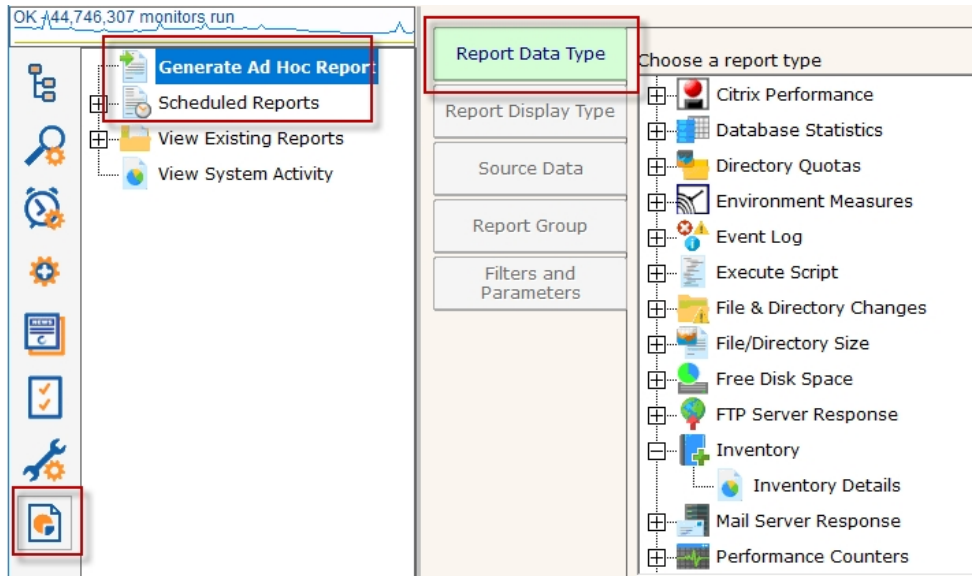 OK - 44,746,307 monitors run
Generate Ad Hoc Report
Scheduled Reports
View Existing Reports
View System Activity
Report Data Type
Report Display Type
Source Data
Report Group
Filters and
Parameters
Choose a report type
Citrix Performance
Database Statistics
Directory Quotas
Environment Measures
Event Log
Execute Script
File & Directory Changes
File/Directory Size
Free Disk Space
FTP Server Response
Inventory
Inventory Details
Mail Server Response
Performance Counters
NEWS